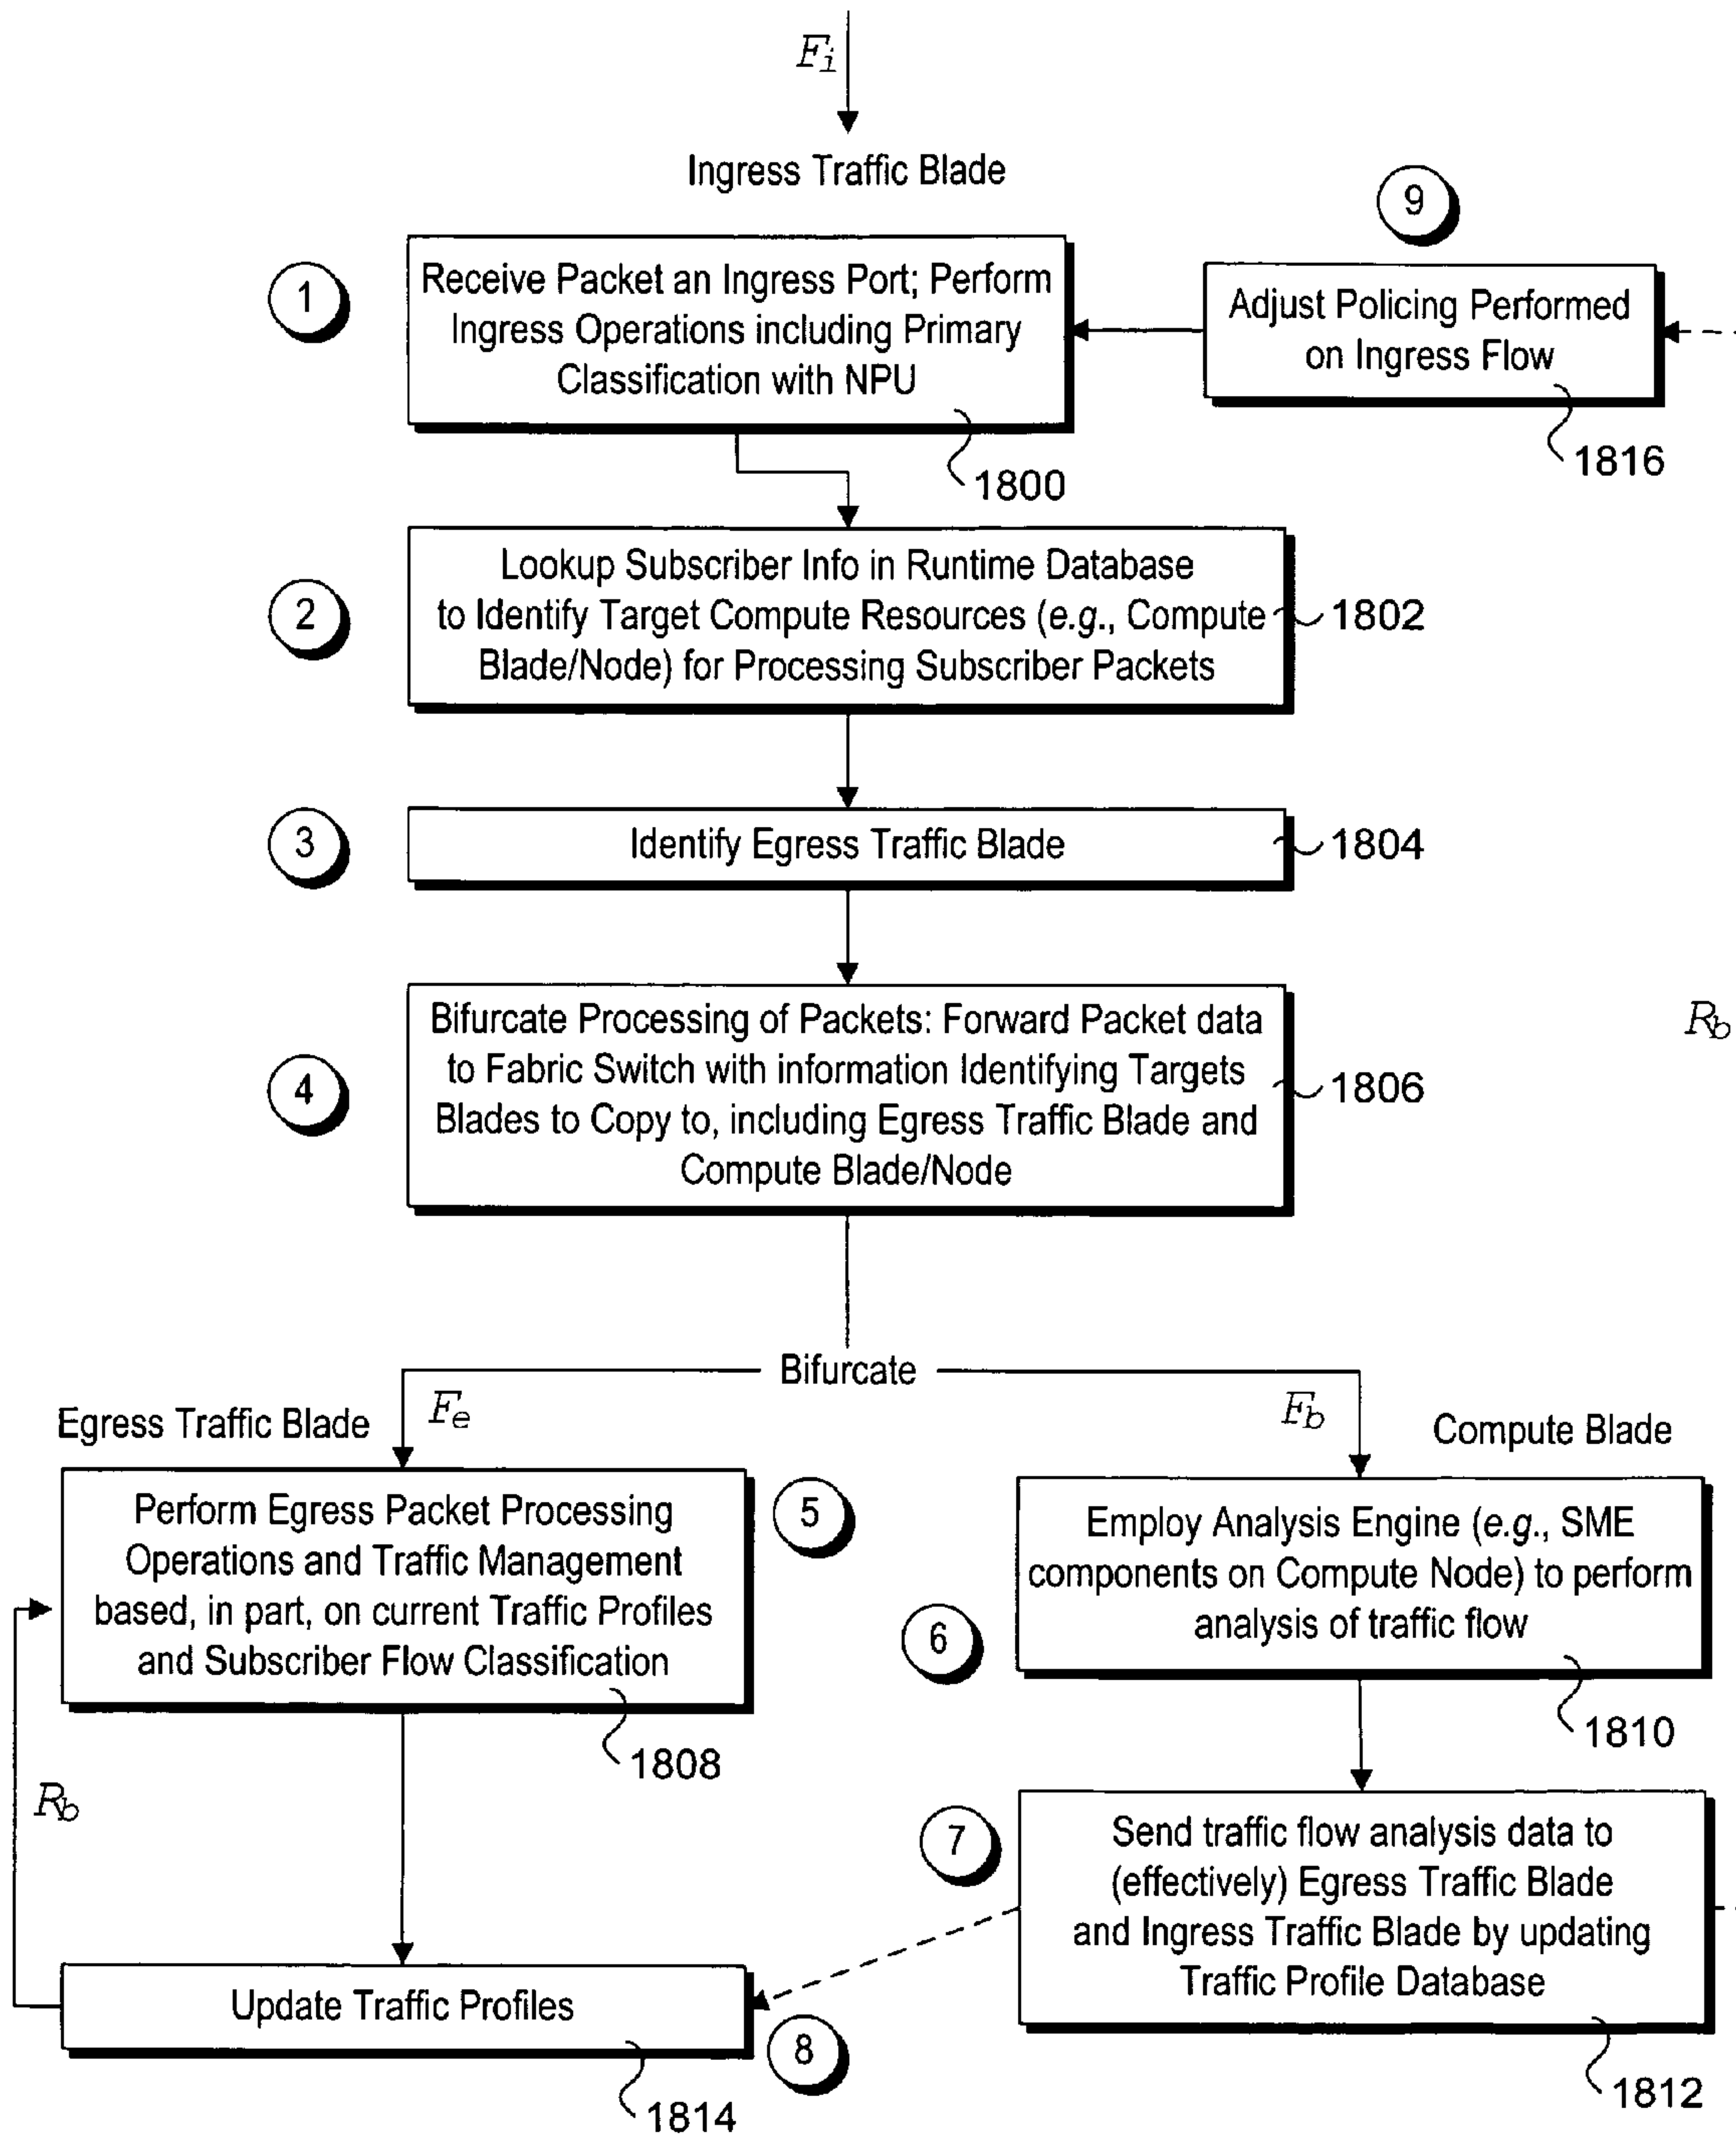 Fi
Ingress Traffic Blade
9
1
Receive Packet an Ingress Port; Perform
Ingress Operations including Primary
Classification with NPU
1800
Adjust Policing Performed
on Ingress Flow
1816
2
Lookup Subscriber Info in Runtime Database
to Identify Target Compute Resources (e.g., Compute
Blade/Node) for Processing Subscriber Packets
1802
3
Identify Egress Traffic Blade
1804
Rb
4
Bifurcate Processing of Packets: Forward Packet data
to Fabric Switch with information Identifying Targets
Blades to Copy to, including Egress Traffic Blade and
Compute Blade/Node
1806
Bifurcate
Egress Traffic Blade
Fe
Fb
Compute Blade
5
Perform Egress Packet Processing
Operations and Traffic Management
based, in part, on current Traffic Profiles
and Subscriber Flow Classification
1808
6
Employ Analysis Engine (e.g., SME
components on Compute Node) to perform
analysis of traffic flow
1810
Rb
7
Send traffic flow analysis data to
(effectively) Egress Traffic Blade
and Ingress Traffic Blade by updating
Traffic Profile Database
1812
Update Traffic Profiles
8
1814